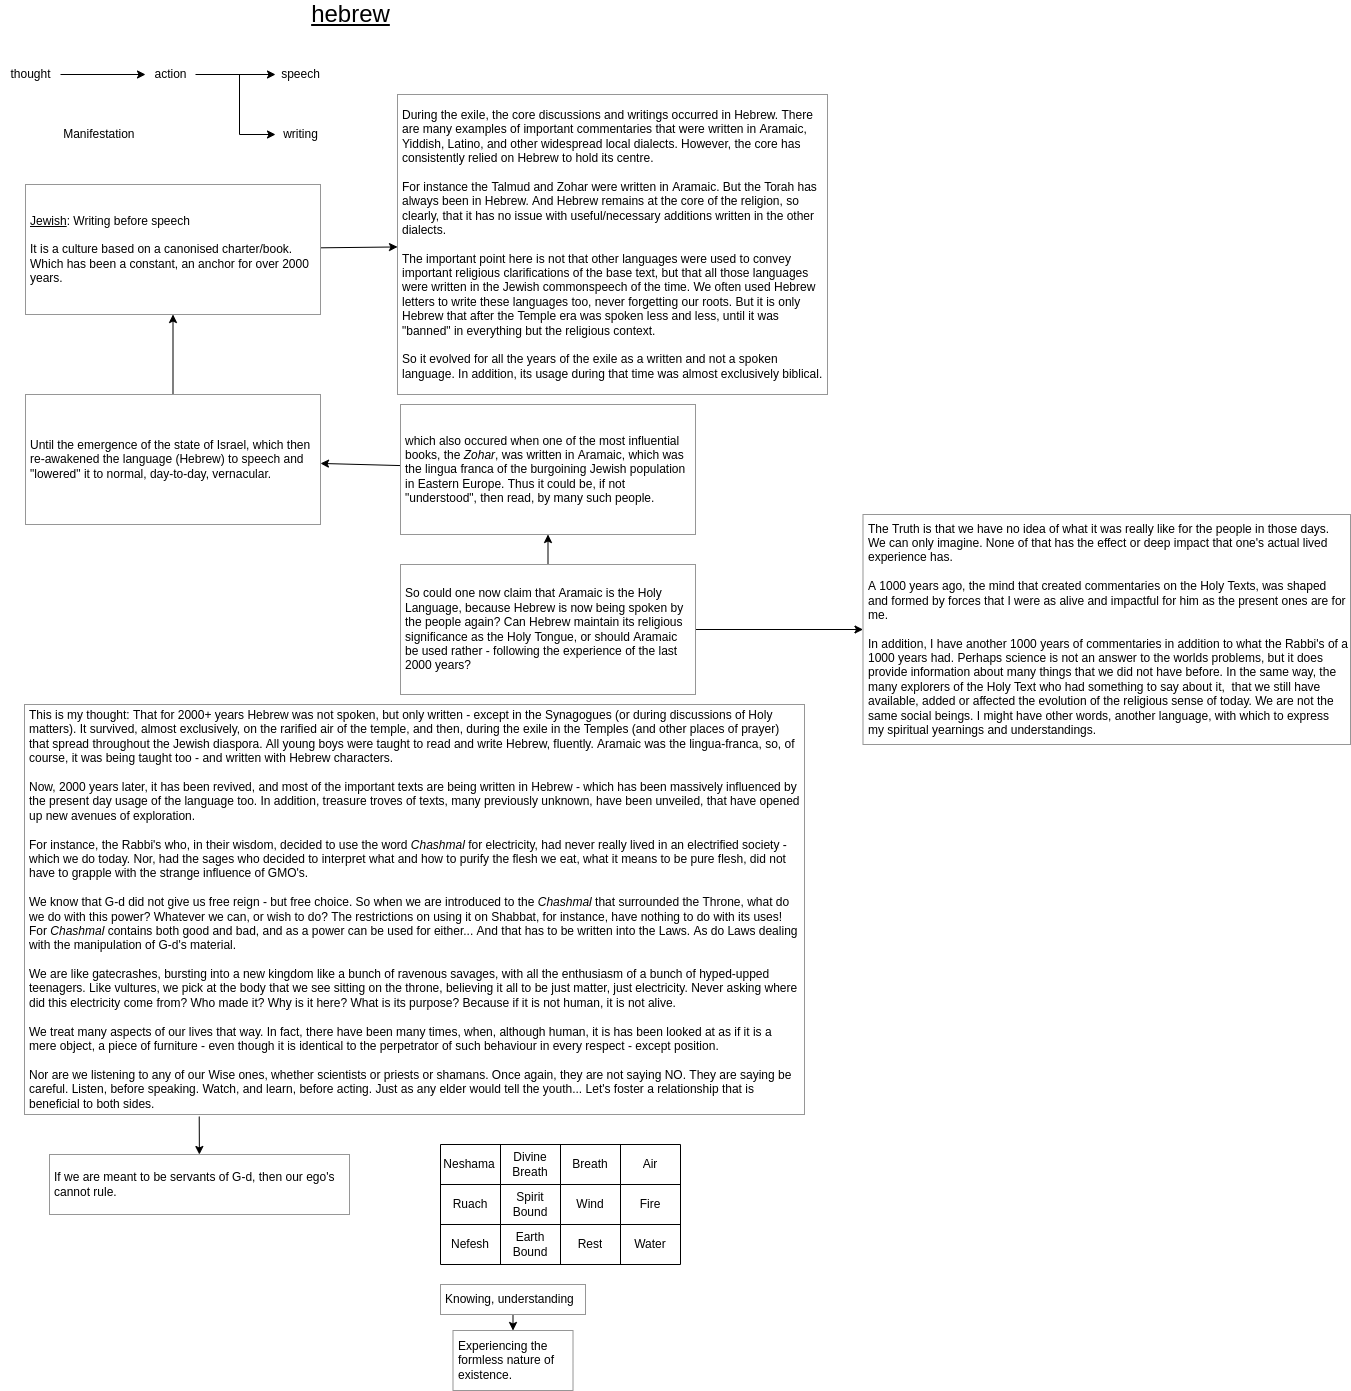 hebrew
thought
action
speech
Manifestation
writing
During the exile, the core discussions and writings occurred in Hebrew. There
are many examples of important commentaries that were written in Aramaic,
Yiddish, Latino, and other widespread local dialects. However, the core has
consistently relied on Hebrew to hold its centre.
For instance the Talmud and Zohar were written in Aramaic. But the Torah has
always been in Hebrew. And Hebrew remains at the core of the religion, so
clearly, that it has no issue with useful/necessary additions written in the other
dialects.
The important point here is not that other languages were used to convey
important religious clarifications of the base text, but that all those languages
were written in the Jewish commonspeech of the time. We often used Hebrew
letters to write these languages too, never forgetting our roots. But it is only
Hebrew that after the Temple era was spoken less and less, until it was
"banned" in everything but the religious context.
So it evolved for all the years of the exile as a written and not a spoken
language. In addition, its usage during that time was almost exclusively biblical.
Jewish: Writing before speech
It is a culture based on a canonised charter/book.
Which has been a constant, an anchor for over 2000
years.
Until the emergence of the state of Israel, which then
re-awakened the language (Hebrew) to speech and
"lowered" it to normal, day-to-day, vernacular.
which also occured when one of the most influential
books, the Zohar, was written in Aramaic, which was
the lingua franca of the burgoining Jewish population
in Eastern Europe. Thus it could be, if not
"understood", then read, by many such people.
So could one now claim that Aramaic is the Holy
Language, because Hebrew is now being spoken by
the people again? Can Hebrew maintain its religious
significance as the Holy Tongue, or should Aramaic
be used rather - following the experience of the last
2000 years?
The Truth is that we have no idea of what it was really like for the people in those days.
We can only imagine. None of that has the effect or deep impact that one's actual lived
experience has.
A 1000 years ago, the mind that created commentaries on the Holy Texts, was shaped
and formed by forces that I were as alive and impactful for him as the present ones are for
me.
In addition, I have another 1000 years of commentaries in addition to what the Rabbi's of a
1000 years had. Perhaps science is not an answer to the worlds problems, but it does
provide information about many things that we did not have before. In the same way, the
many explorers of the Holy Text who had something to say about it,  that we still have
available, added or affected the evolution of the religious sense of today. We are not the
same social beings. I might have other words, another language, with which to express
my spiritual yearnings and understandings.
This is my thought: That for 2000+ years Hebrew was not spoken, but only written - except in the Synagogues (or during discussions of Holy
matters). It survived, almost exclusively, on the rarified air of the temple, and then, during the exile in the Temples (and other places of prayer)
that spread throughout the Jewish diaspora. All young boys were taught to read and write Hebrew, fluently. Aramaic was the lingua-franca, so, of
course, it was being taught too - and written with Hebrew characters.
Now, 2000 years later, it has been revived, and most of the important texts are being written in Hebrew - which has been massively influenced by
the present day usage of the language too. In addition, treasure troves of texts, many previously unknown, have been unveiled, that have opened
up new avenues of exploration.
For instance, the Rabbi's who, in their wisdom, decided to use the word Chashmal for electricity, had never really lived in an electrified society -
which we do today. Nor, had the sages who decided to interpret what and how to purify the flesh we eat, what it means to be pure flesh, did not
have to grapple with the strange influence of GMO's.
We know that G-d did not give us free reign - but free choice. So when we are introduced to the Chashmal that surrounded the Throne, what do
we do with this power? Whatever we can, or wish to do? The restrictions on using it on Shabbat, for instance, have nothing to do with its uses!
For Chashmal contains both good and bad, and as a power can be used for either... And that has to be written into the Laws. As do Laws dealing
with the manipulation of G-d's material.
We are like gatecrashes, bursting into a new kingdom like a bunch of ravenous savages, with all the enthusiasm of a bunch of hyped-upped
teenagers. Like vultures, we pick at the body that we see sitting on the throne, believing it all to be just matter, just electricity. Never asking where
did this electricity come from? Who made it? Why is it here? What is its purpose? Because if it is not human, it is not alive.
We treat many aspects of our lives that way. In fact, there have been many times, when, although human, it is has been looked at as if it is a
mere object, a piece of furniture - even though it is identical to the perpetrator of such behaviour in every respect - except position.
Nor are we listening to any of our Wise ones, whether scientists or priests or shamans. Once again, they are not saying NO. They are saying be
careful. Listen, before speaking. Watch, and learn, before acting. Just as any elder would tell the youth... Let's foster a relationship that is
beneficial to both sides.
If we are meant to be servants of G-d, then our ego's
cannot rule.
Neshama
Divine
Breath
Breath
Air
Ruach
Spirit
Bound
Wind
Fire
Nefesh
Earth
Bound
Rest
Water
Knowing, understanding
Experiencing the
formless nature of
existence.